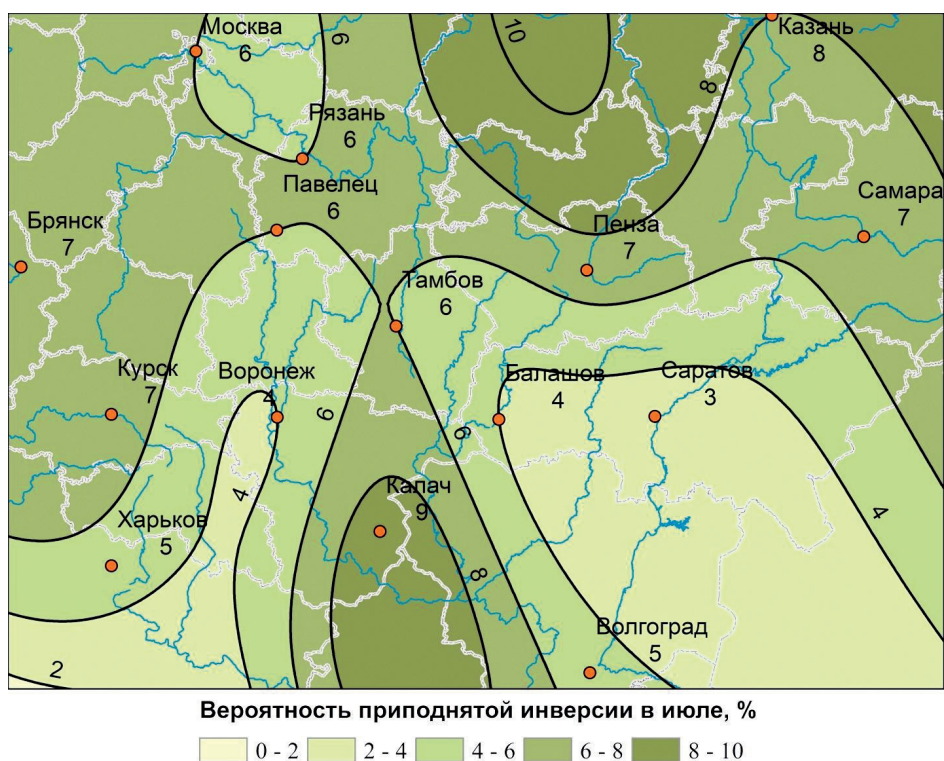 10
Москва
6
6
Казань
8
8
Рязань
6
Павелец
6
Самара
7
Брянск
7
Пенза
7
Тамбов
6
Курск
7
Воронеж
4
Балашов
4
Саратов
3
6
6
4
Калач
9
4
Харьков
5
8
Волгоград
5
2
Вероятность приподнятой инверсии в июле, %
0 - 2 2 - 4 4 - 6 6 - 8 8 - 10